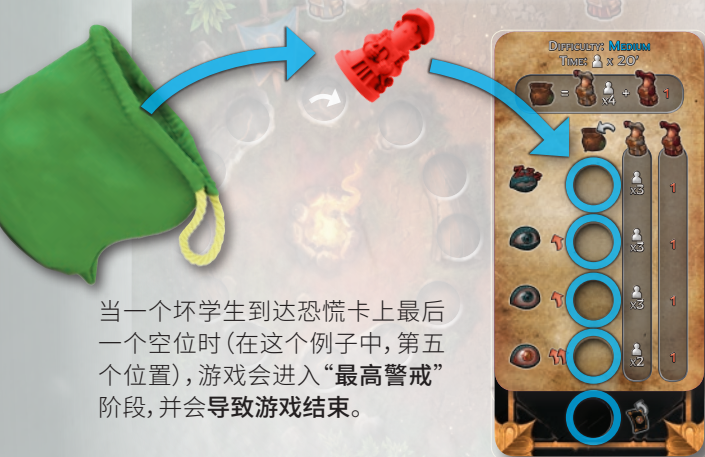 DIFFICULTY: MEDIUM
TIME: x 20'
= x4 + 1
x3 1
x3 1
x3 1
x2 1
当一个坏学生到达恐慌卡上最后
一个空位时(在这个例子中,第五
个位置),游戏会进入“最高警戒”
阶段,并会导致游戏结束。